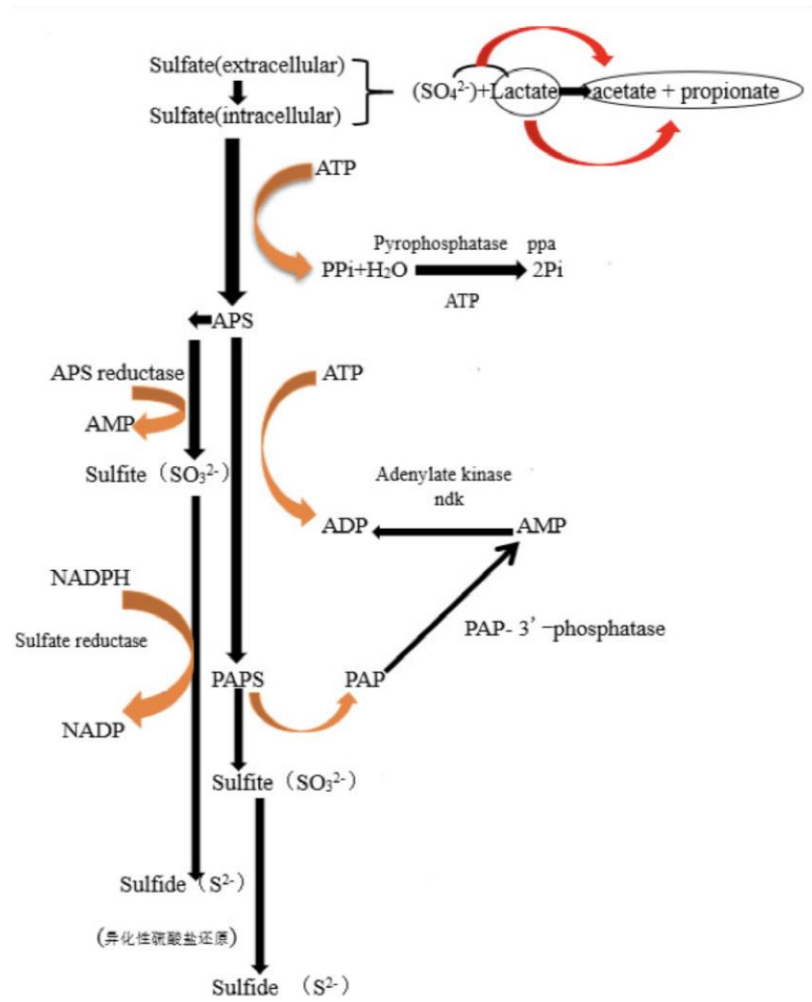 Sulfate(extracellular)
(SO₄²⁻)+Lactate acetate + propionate
Sulfate(intracellular)
ATP
Pyrophosphatase ppa
PPi+H₂O 2Pi
ATP
APS
APS reductase
ATP
AMP
Sulfite（SO₃²⁻）
Adenylate kinase
ndk
ADP AMP
NADPH
Sulfate reductase
PAP- 3’ -phosphatase
PAPS PAP
NADP
Sulfite（SO₃²⁻）
Sulfide（S²⁻）
(异化性硫酸盐还原)
Sulfide （S²⁻）